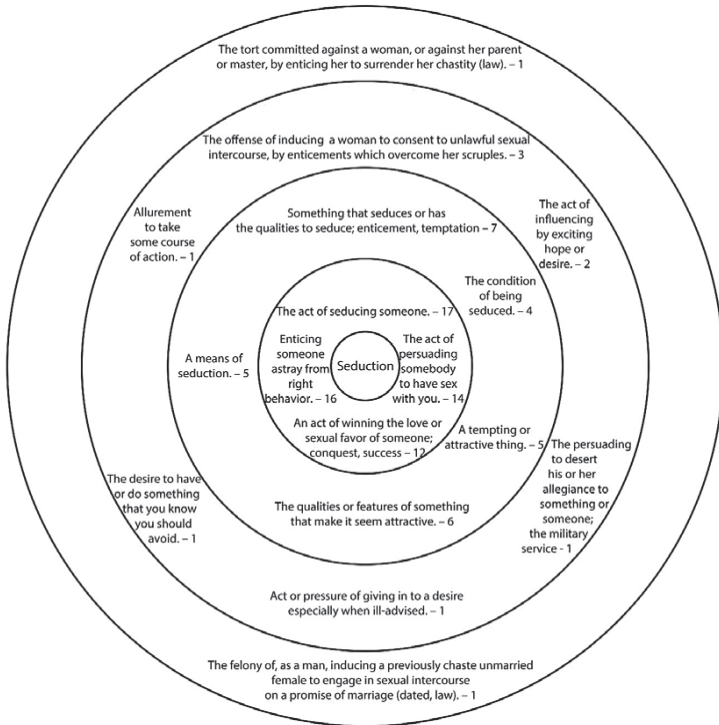 The tort committed against a woman, or against her parent
or master, by enticing her to surrender her chastity (law). – 1
The offense of inducing a woman to consent to unlawful sexual
intercourse, by enticements which overcome her scruples. – 3
Allurement
to take
some course
of action. – 1
Something that seduces or has
the qualities to seduce; enticement, temptation – 7
The act of
influencing
by exciting
hope or
desire. – 2
The condition
of being
seduced. – 4
The act of seducing someone. – 17
A means of
seduction. – 5
Enticing
someone
astray from
right
behavior. – 16
Seduction
The act of
persuading
somebody
to have sex
with you. – 14
An act of winning the love or
sexual favor of someone;
conquest, success – 12
A tempting or
attractive thing. – 5
The desire to have
or do something
that you know
you should
avoid. – 1
The qualities or features of something
that make it seem attractive. – 6
The persuading
to desert
his or her
allegiance to
something or
someone;
the military
service - 1
Act or pressure of giving in to a desire
especially when ill-advised. – 1
The felony of, as a man, inducing a previously chaste unmarried
female to engage in sexual intercourse
on a promise of marriage (dated, law). – 1